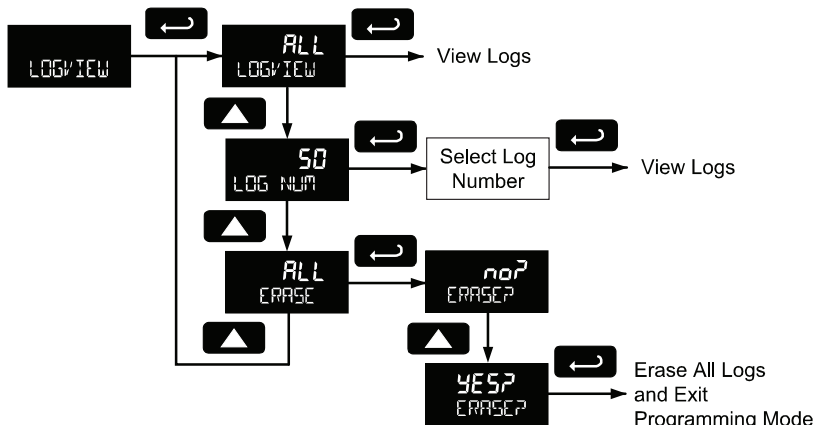 LOGVIEW
ALL
LOGVIEW
View Logs
50
LOG NUM
Select Log
Number
View Logs
ALL
ERASE
no?
ERASE?
YES?
ERASE?
Erase All Logs
and Exit
Programming Mode